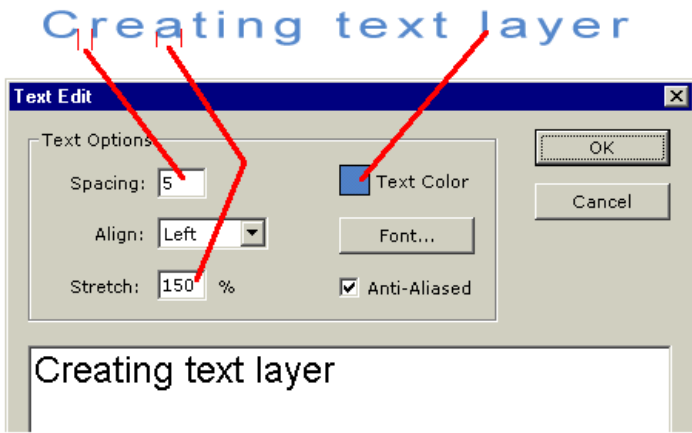 Creating text layer
Text Edit
Text Options
Spacing: 5
Text Color
OK
Cancel
Align: Left
Font...
Stretch: 150 %
Anti-Aliased
Creating text layer